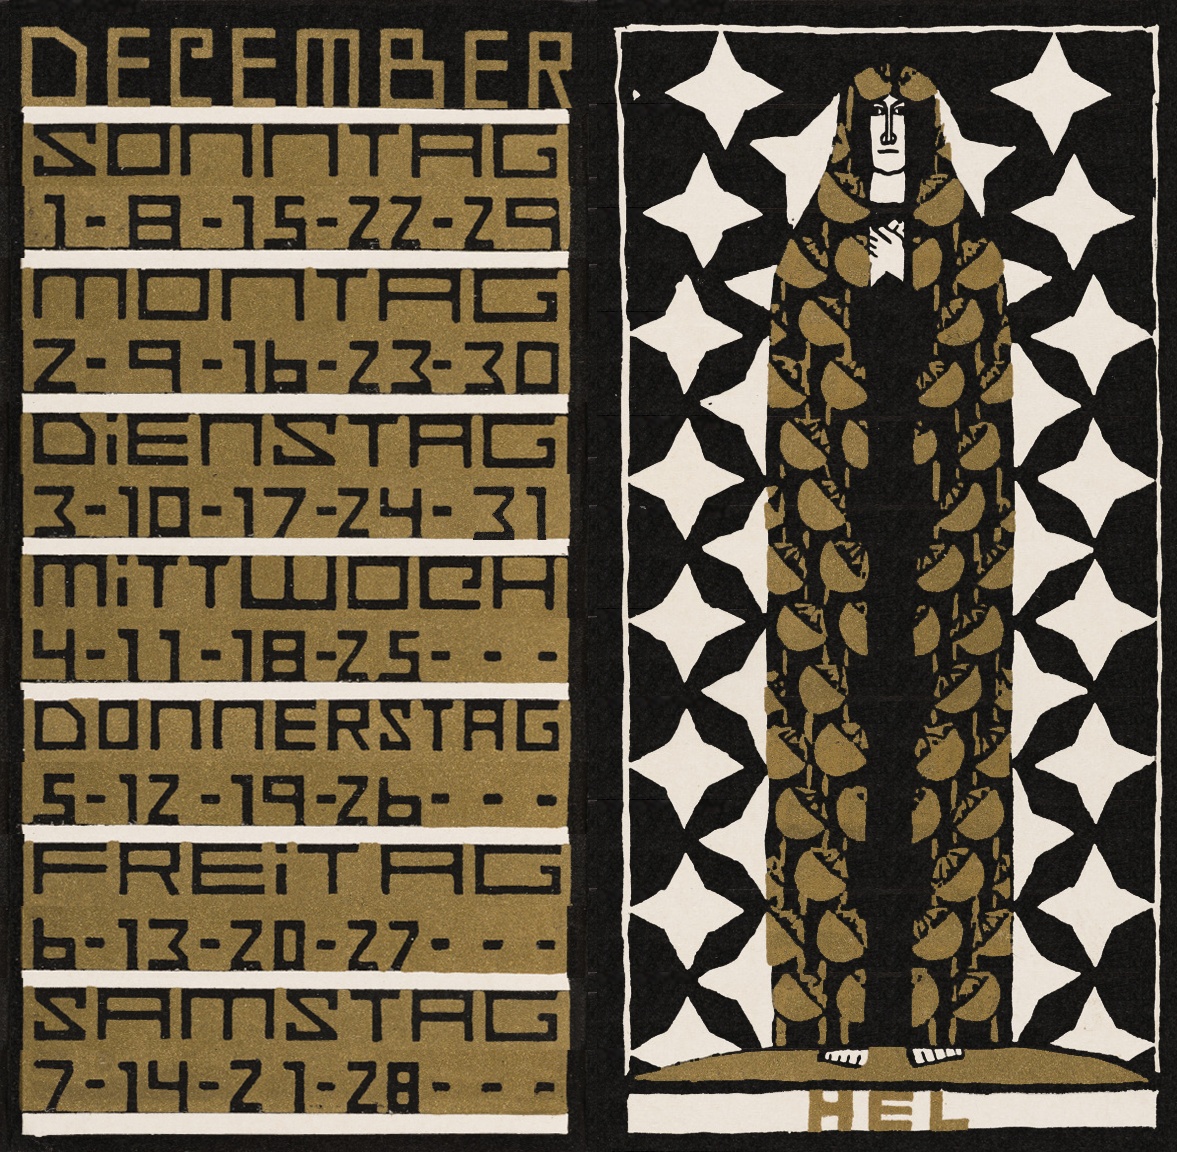 DECEMBER
SONNTAG
1-8-15-22-29
MONTAG
2-9-16-23-30
DiENSTAG
3-10-17-24-31
MiTTWOCH
4-11-18-25- - -
DONNERSTAG
5-12-19-26- - -
FREiTAG
6-13-20-27- - -
SAMSTAG
7-14-21-28- - -
HEL